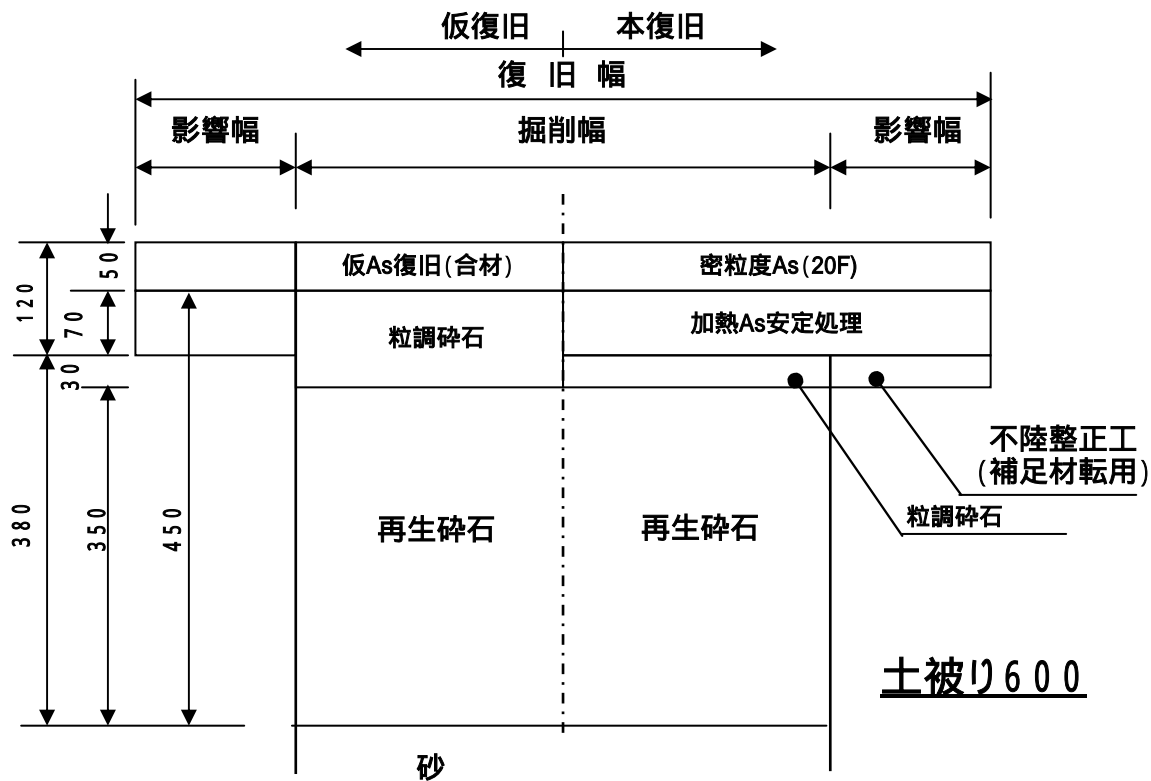 仮復旧 本復旧
復旧幅
影響幅 掘削幅 影響幅
仮As復旧(合材) 密粒度As(20F)
50
120
70
粒調砕石 加熱As安定処理
30
不陸整正工
(補足材転用)
粒調砕石
380
350
450
再生砕石 再生砕石
土被り600
砂